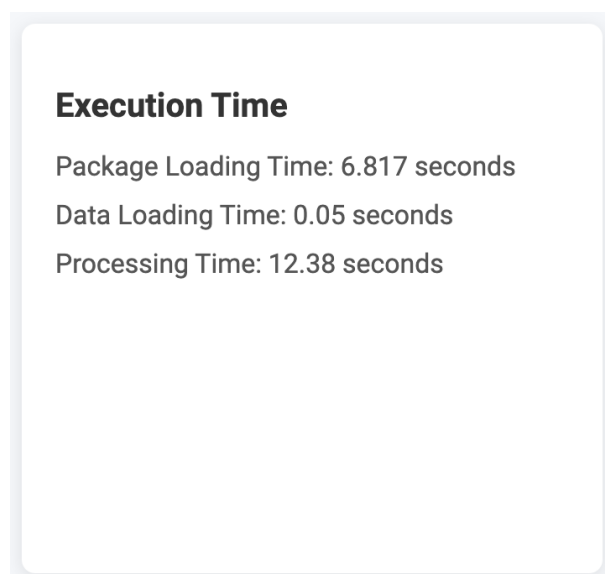 Execution Time
Package Loading Time: 6.817 seconds
Data Loading Time: 0.05 seconds
Processing Time: 12.38 seconds